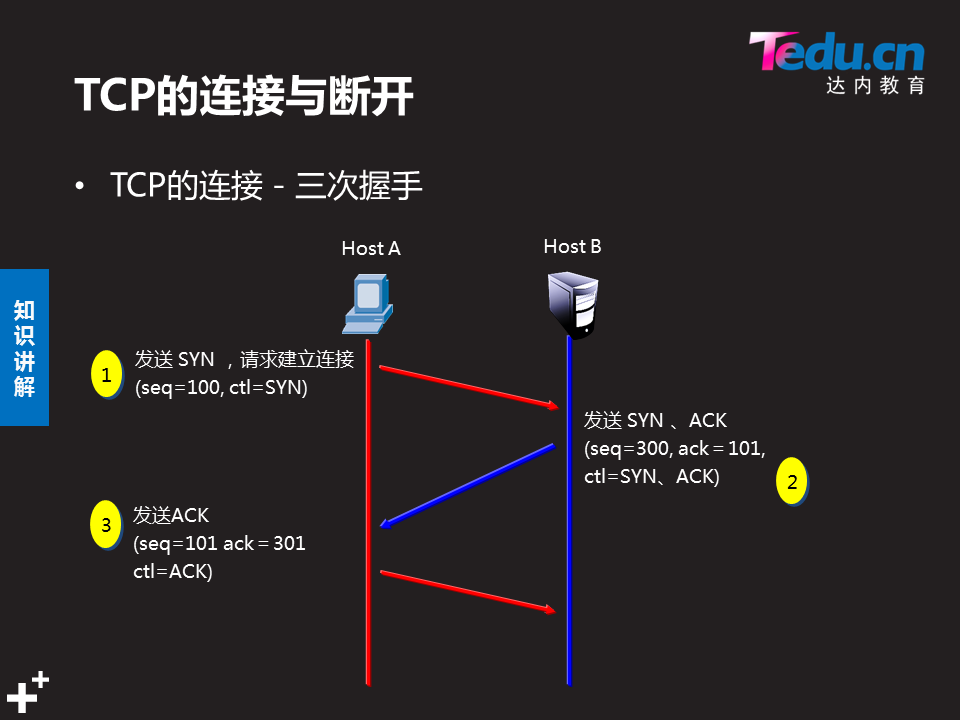 Tedu.cn
达内教育
TCP的连接与断开
• TCP的连接 - 三次握手
Host A
Host B
知识讲解
1
发送 SYN ，请求建立连接
(seq=100, ctl=SYN)
发送 SYN 、ACK
(seq=300, ack＝101,
ctl=SYN、ACK)
2
3
发送ACK
(seq=101 ack＝301
ctl=ACK)